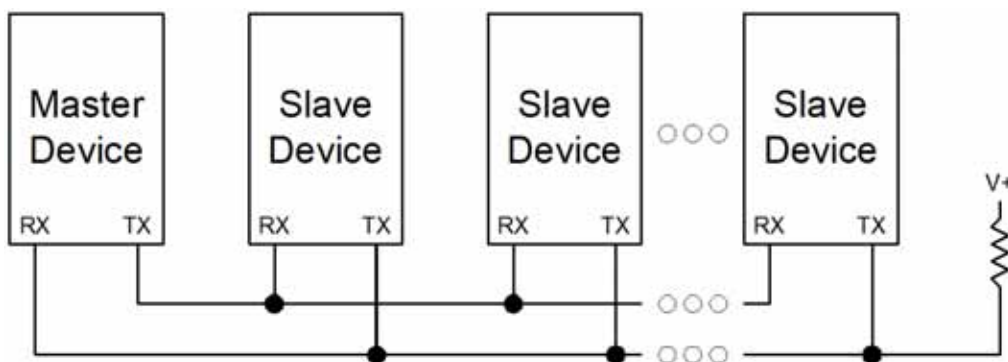 Master
Device
Slave
Device
Slave
Device
Slave
Device
V+
RX TX
RX TX
RX TX
RX TX